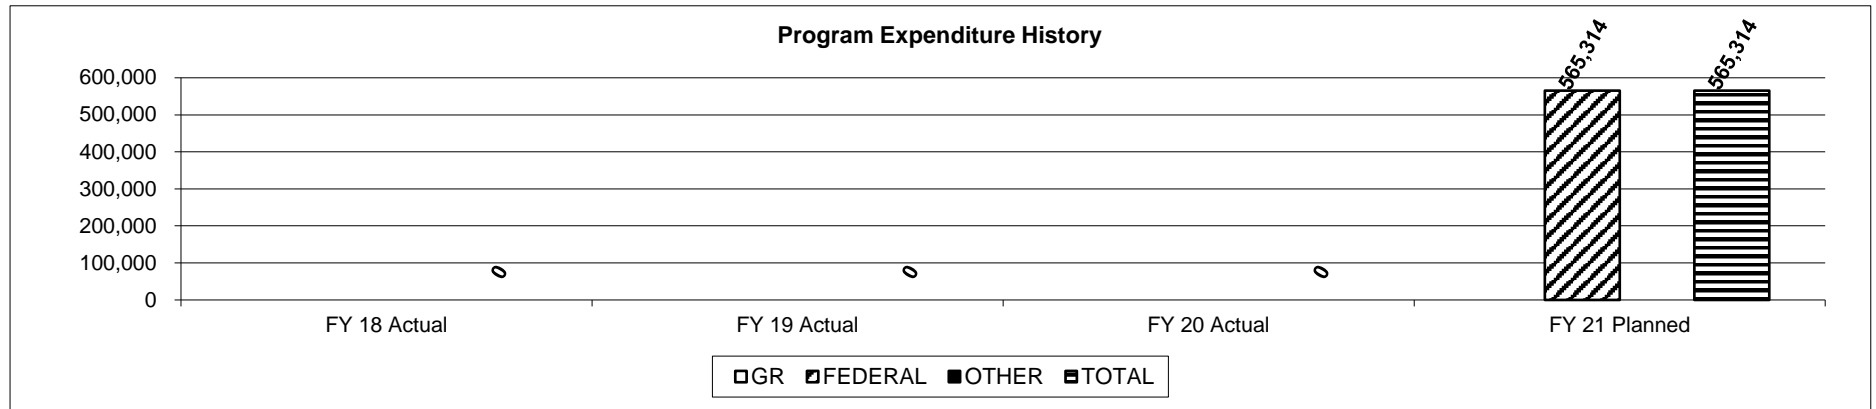 Program Expenditure History
565,314 565,314
600,000
500,000
400,000
300,000
200,000
100,000
0 0 0
0
FY 18 Actual FY 19 Actual FY 20 Actual FY 21 Planned
GR FEDERAL OTHER TOTAL